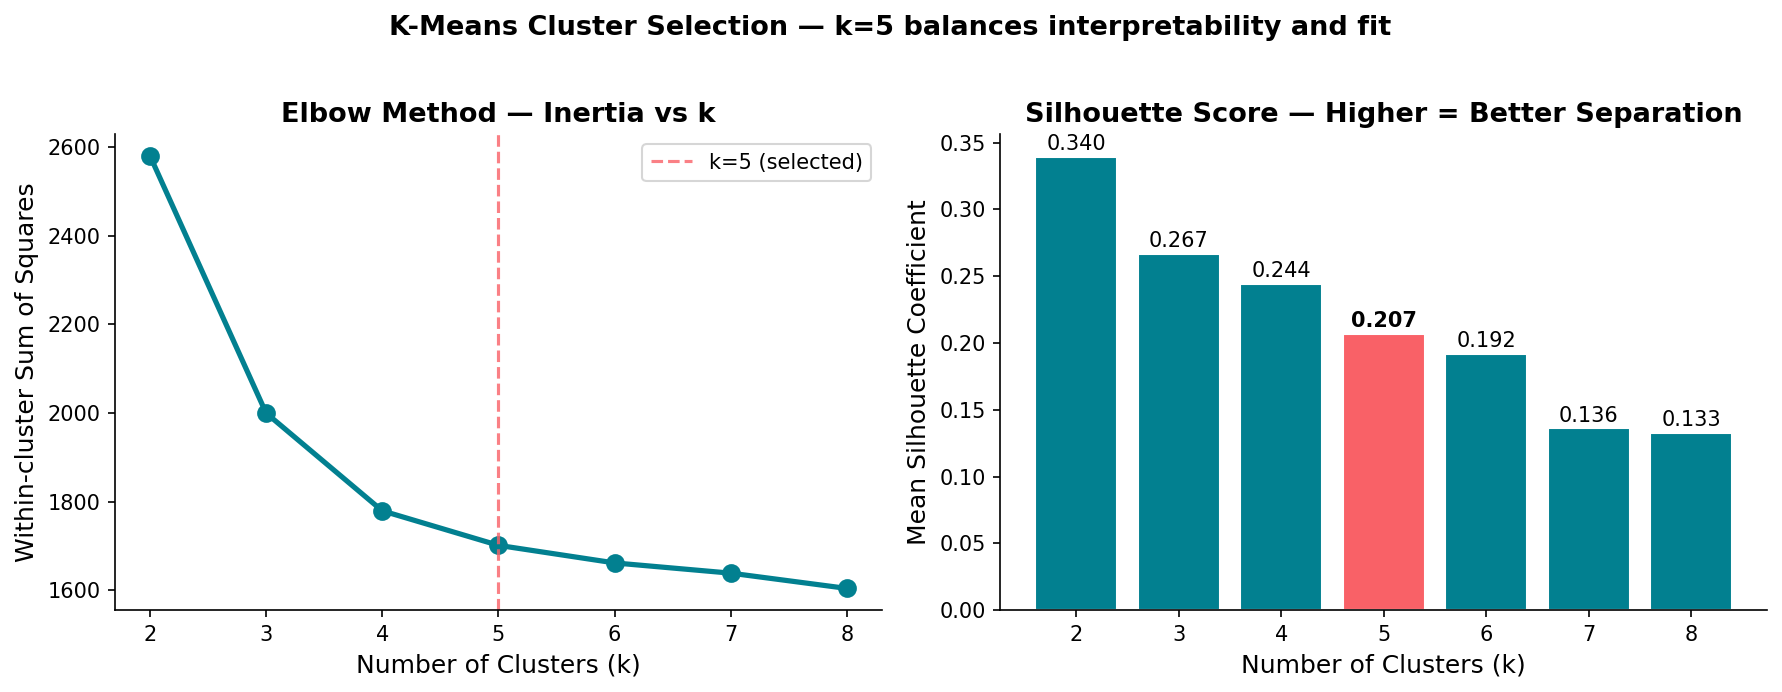 K-Means Cluster Selection — k=5 balances interpretability and fit
Elbow Method — Inertia vs k
Within-cluster Sum of Squares
2600
2400
2200
2000
1800
1600
k=5 (selected)
2 3 4 5 6 7 8
Number of Clusters (k)
Silhouette Score — Higher = Better Separation
Mean Silhouette Coefficient
0.35
0.30
0.25
0.20
0.15
0.10
0.05
0.00
0.340
0.267
0.244
0.207
0.192
0.136
0.133
2 3 4 5 6 7 8
Number of Clusters (k)